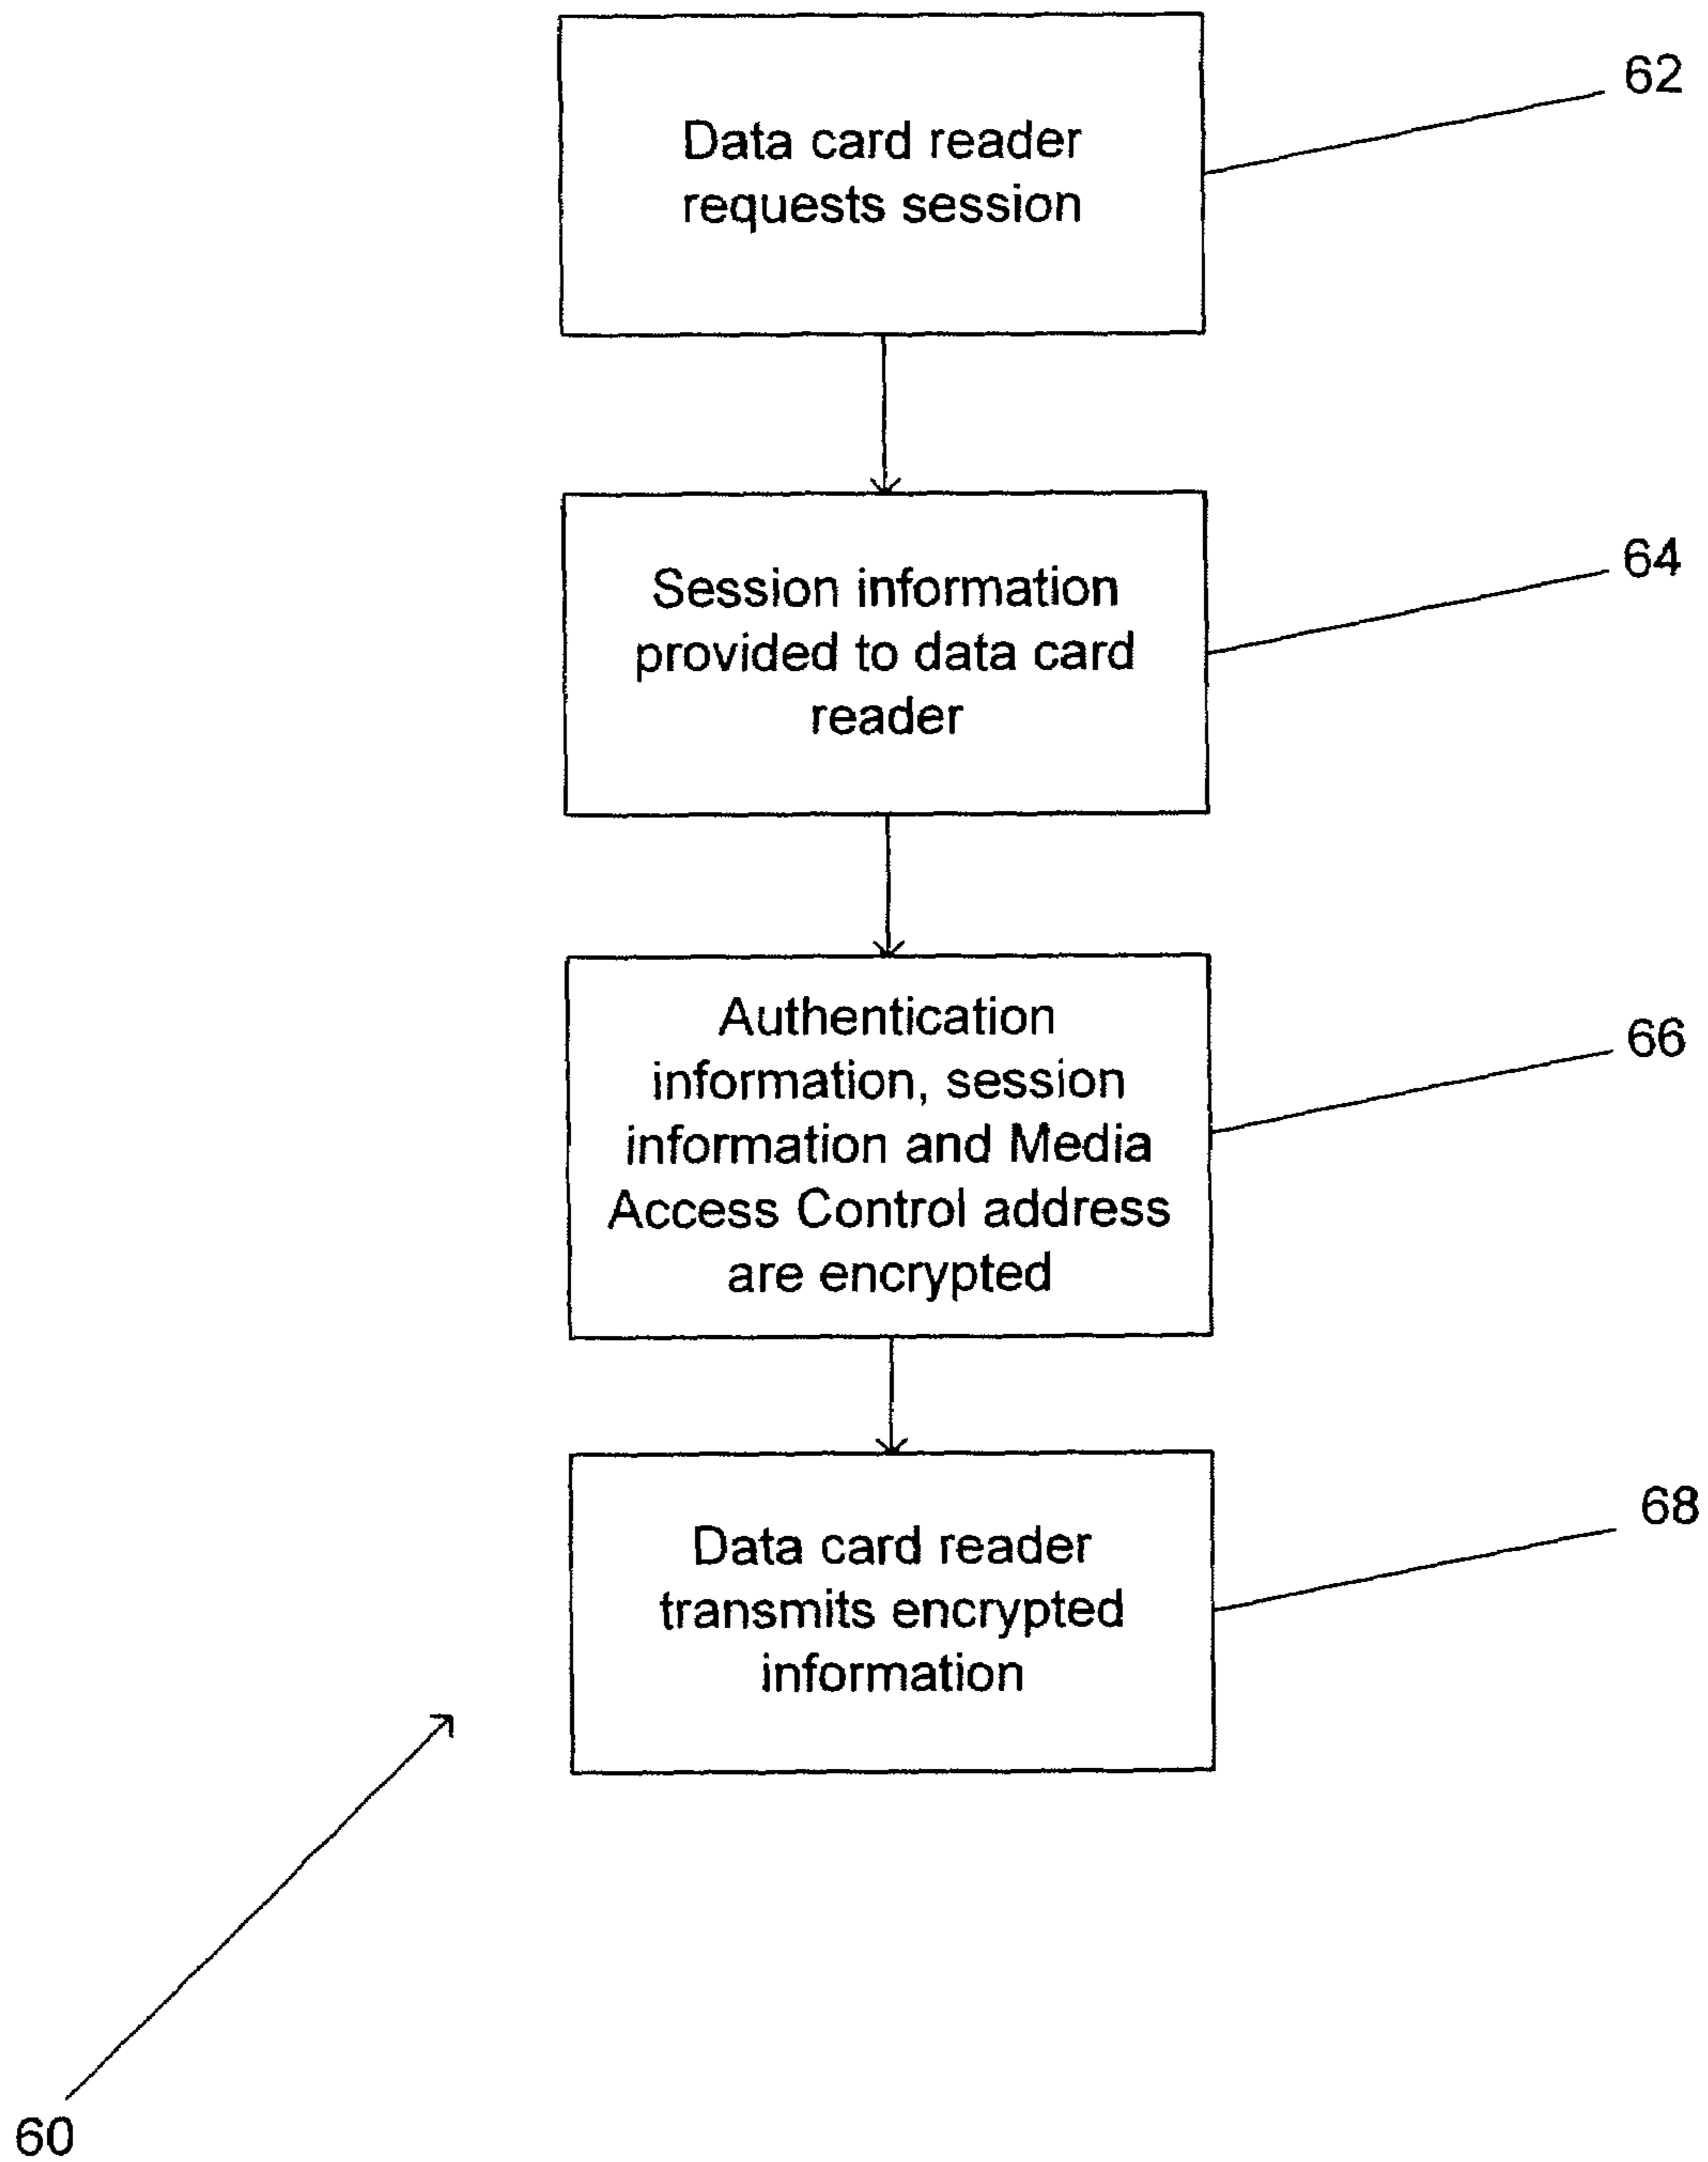 Data card reader
requests session
62
Session information
provided to data card
reader
64
Authentication
information, session
information and Media
Access Control address
are encrypted
66
Data card reader
transmits encrypted
information
68
60